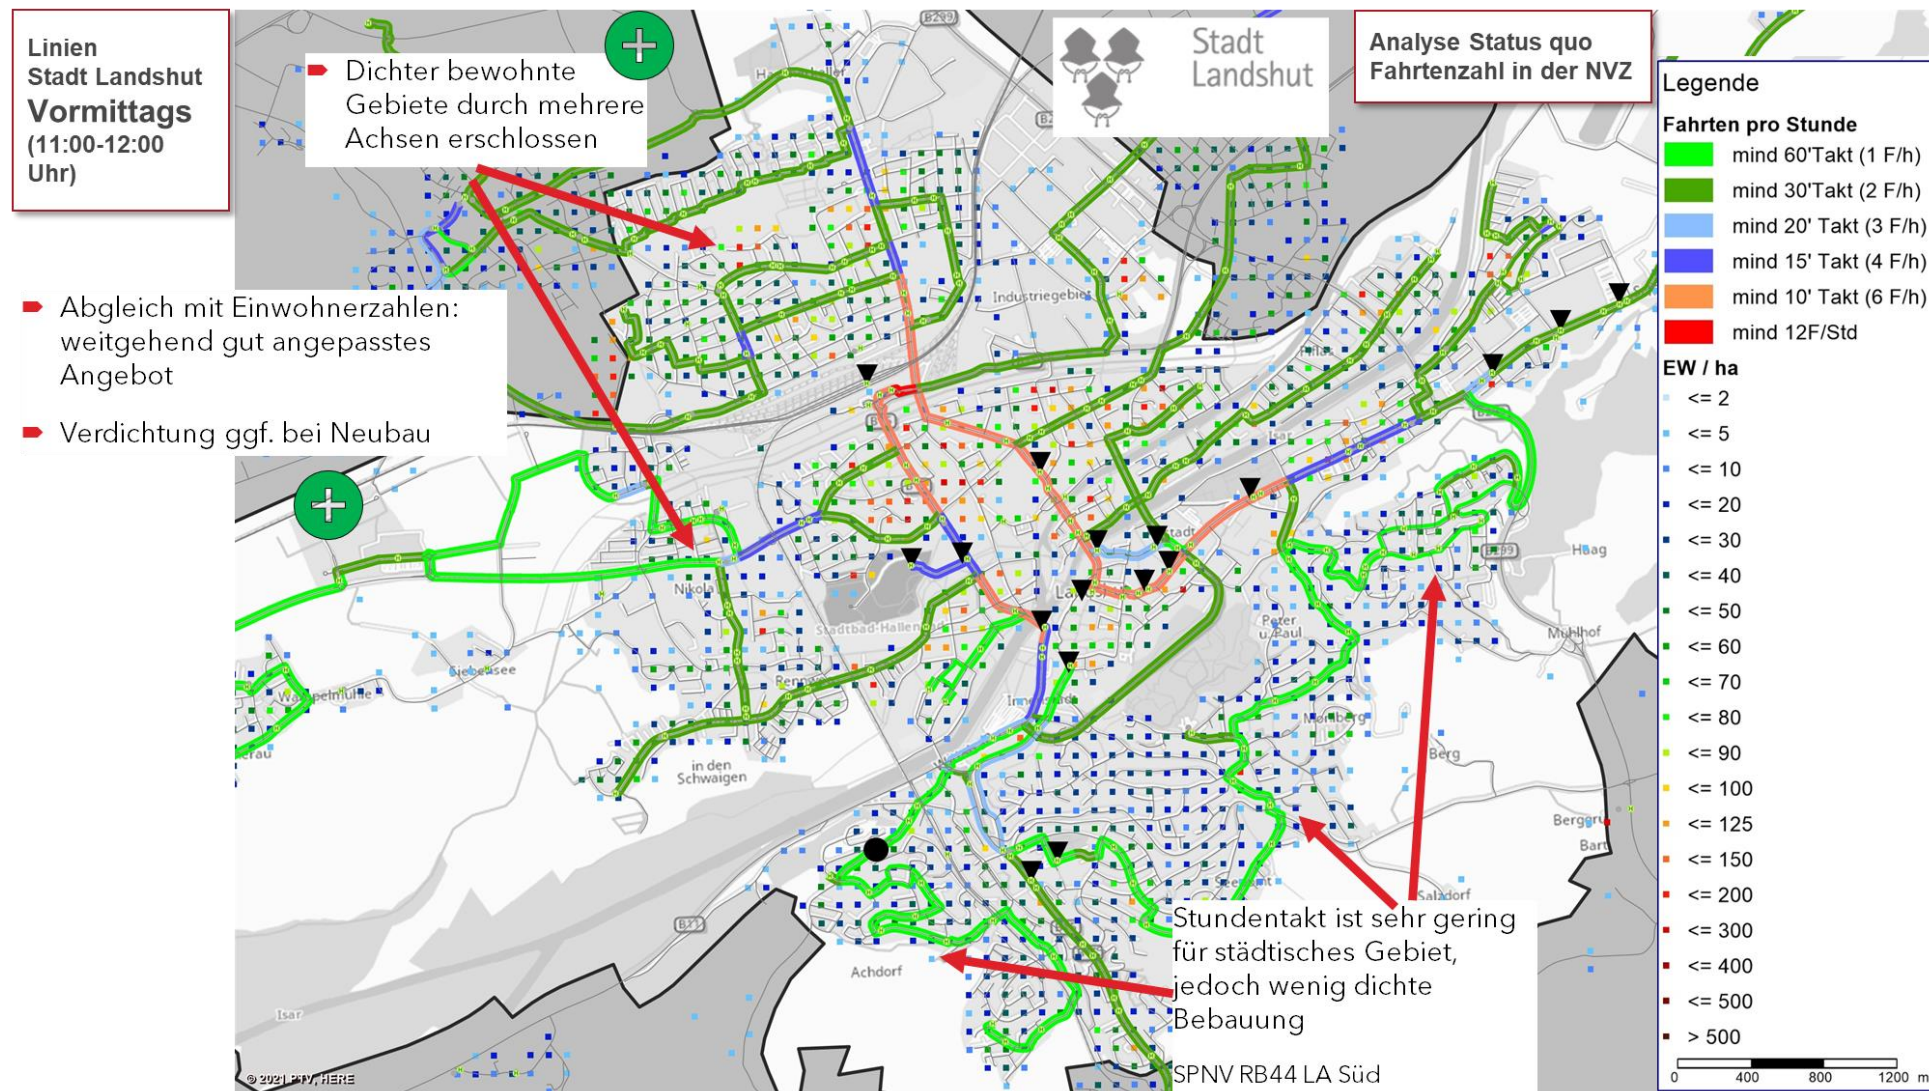 Linien
Stadt Landshut
Vormittags
(11:00-12:00
Uhr)
Dichter bewohnte
Gebiete durch mehrere
Achsen erschlossen
Stadt
Landshut
Analyse Status quo
Fahrtenzahl in der NVZ
Abgleich mit Einwohnerzahlen:
weitgehend gut angepasstes
Angebot
Verdichtung ggf. bei Neubau
Legende
Fahrten pro Stunde
mind 60'Takt (1 F/h)
mind 30'Takt (2 F/h)
mind 20' Takt (3 F/h)
mind 15' Takt (4 F/h)
mind 10' Takt (6 F/h)
mind 12F/Std
EW / ha
<= 2
<= 5
<= 10
<= 20
<= 30
<= 40
<= 50
<= 60
<= 70
<= 80
<= 90
<= 100
<= 125
<= 150
<= 200
<= 300
<= 400
<= 500
> 500
0 400 800 1200 m
B299
Industriegebiet
Isar
B299
Haag
Nikola
Stadtbad-Hallenbad
Peter
u. Paul
Mühlhof
Siebensee
Moniberg
Berg
in den
Schwaigen
B11
Salzdorf
Achdorf
Isar
Stundentakt ist sehr gering
für städtisches Gebiet,
jedoch wenig dichte
Bebauung
SPNV RB44 LA Süd
© 2021 PTV, HERE